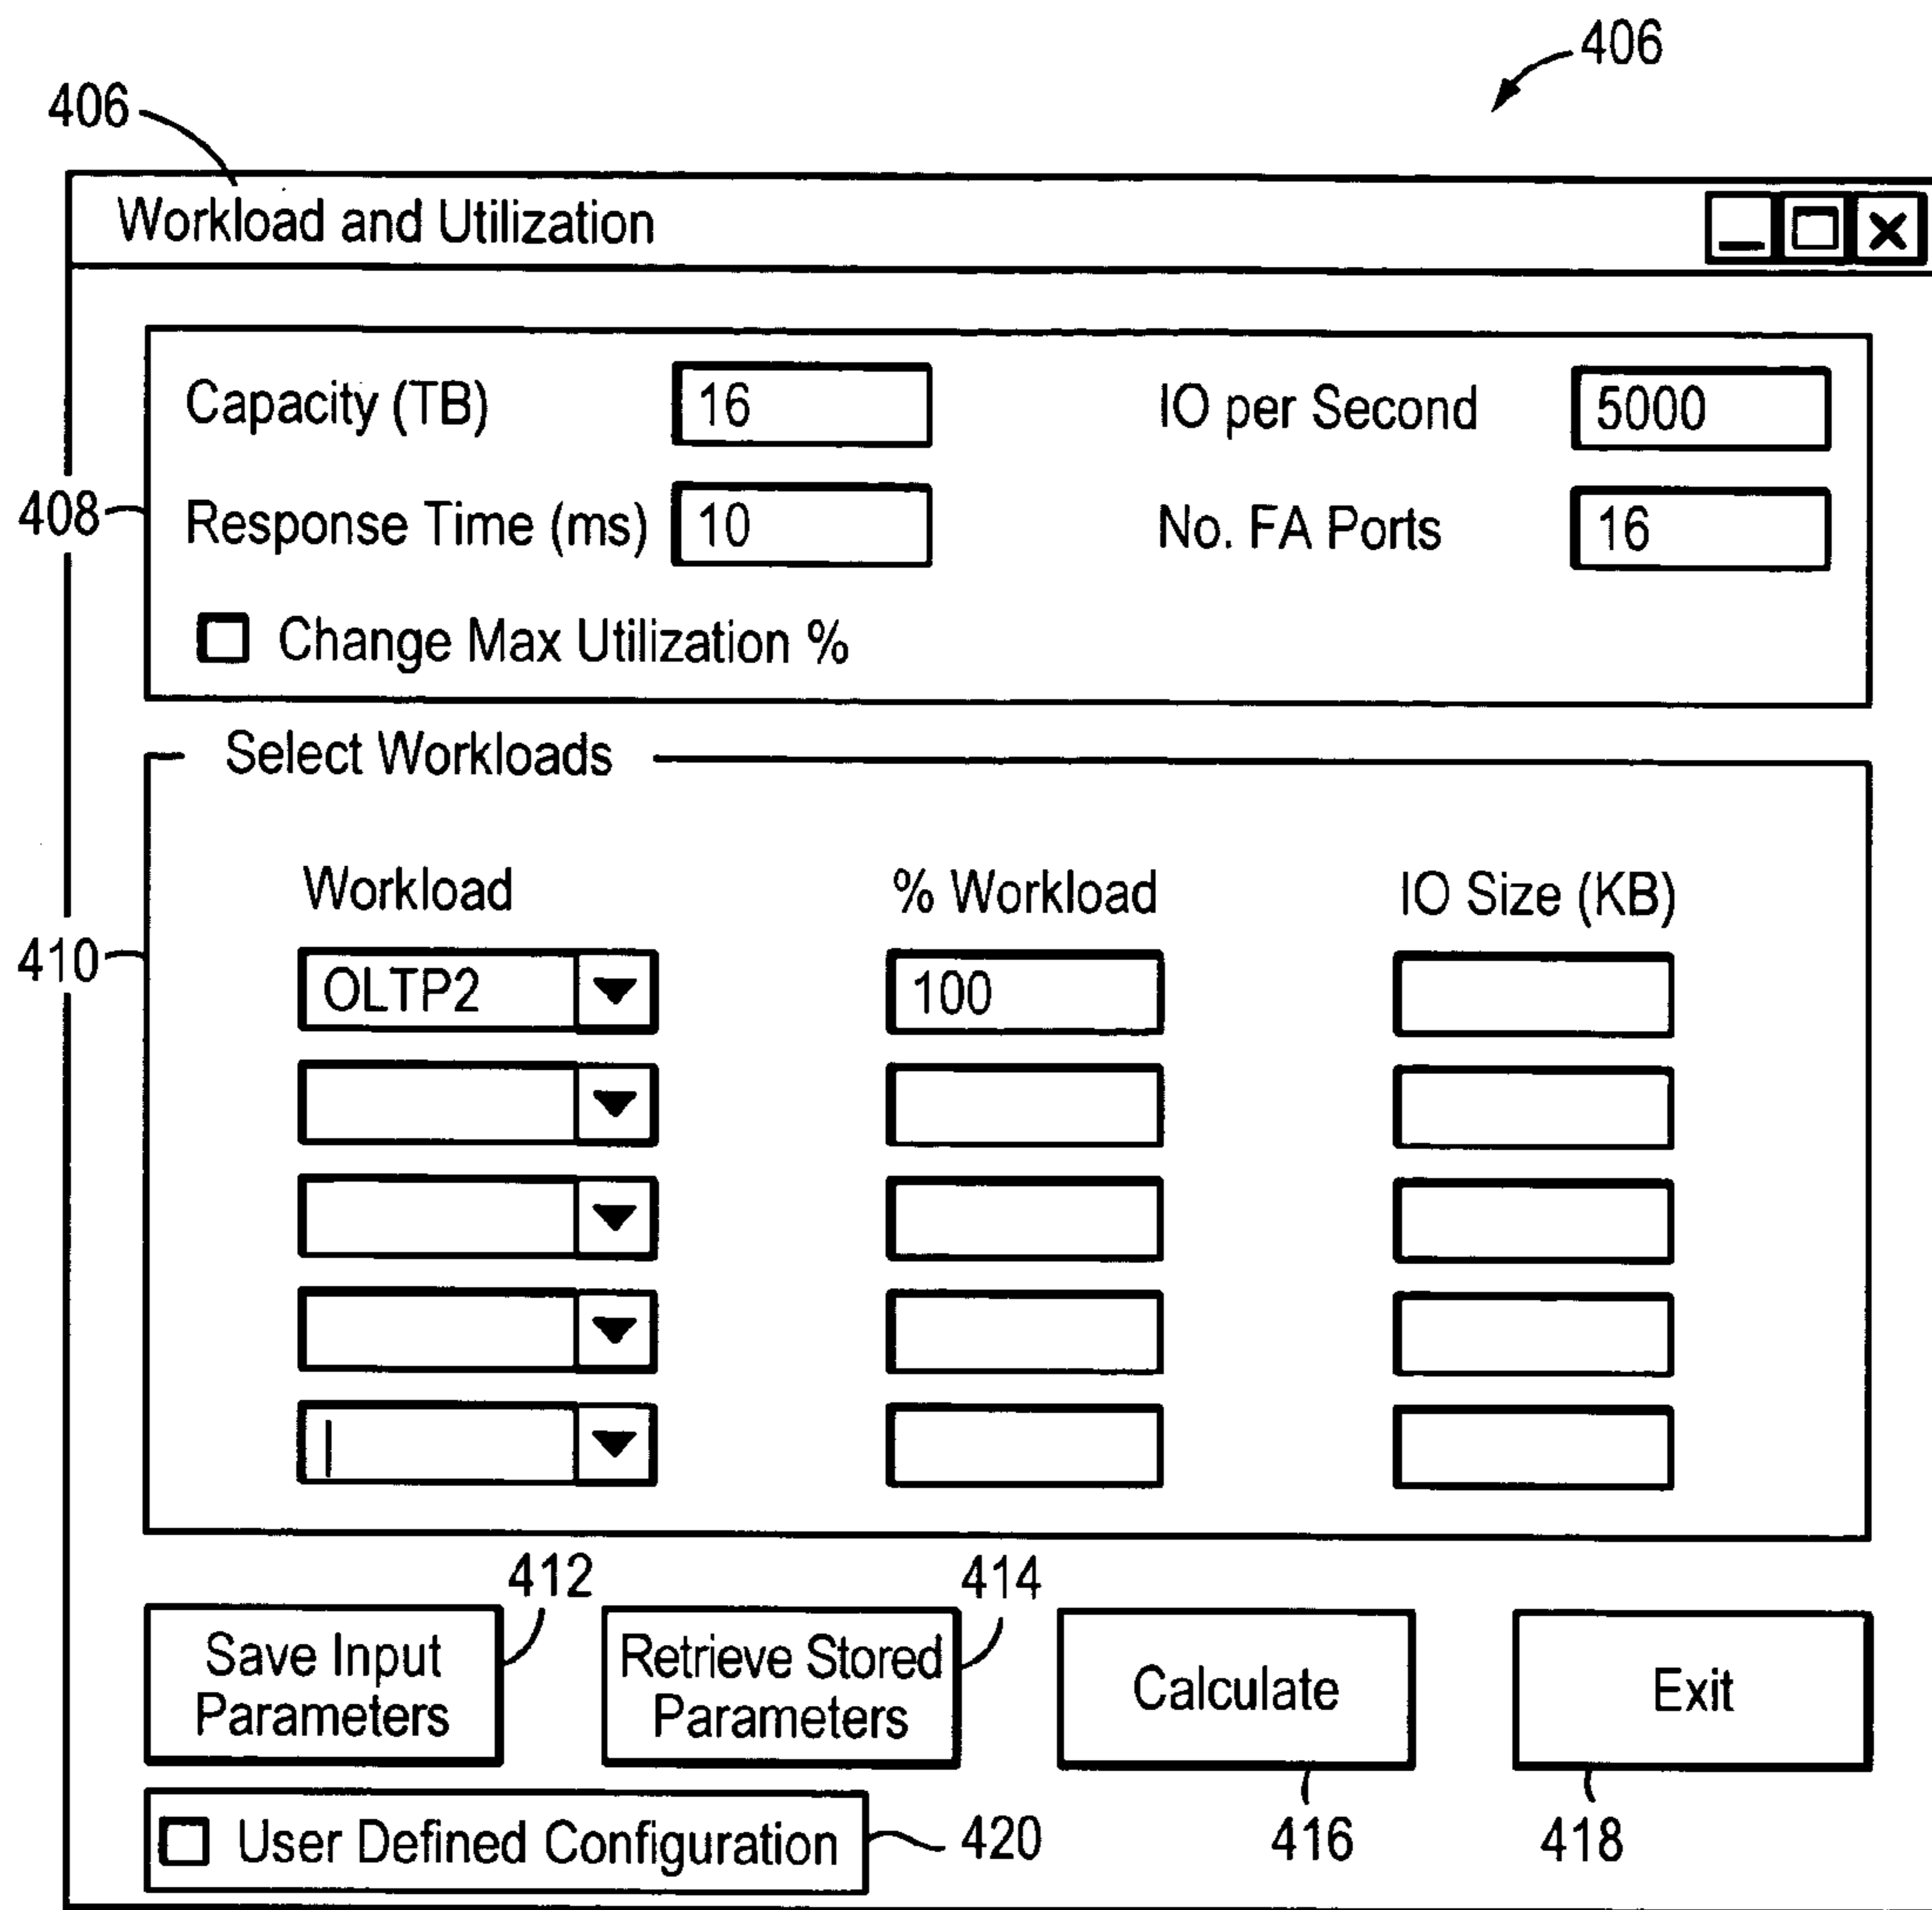 406
406
Workload and Utilization
Capacity (TB) 16 IO per Second 5000
408
Response Time (ms) 10 No. FA Ports 16
Change Max Utilization %
Select Workloads
Workload % Workload IO Size (KB)
410
OLTP2 100
412 414
Save Input Parameters
Retrieve Stored Parameters
Calculate
Exit
User Defined Configuration 420 416 418